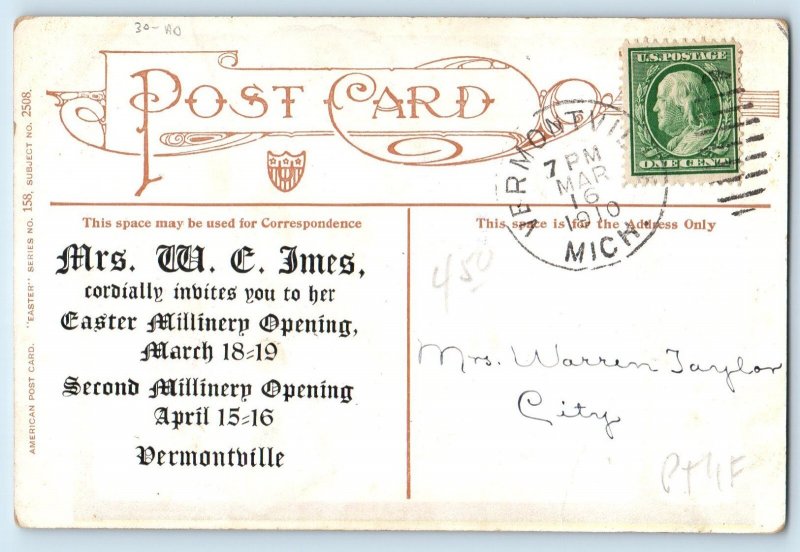 30-AD
POST CARD
U.S. POSTAGE
ONE CENT
VERMONTVIL
7 PM
MAR
16
1910
MICH.
This space may be used for Correspondence
This space is for the Address Only
Mrs. W. E. Imes,
cordially invites you to her
Easter Millinery Opening,
March 18-19
Second Millinery Opening
April 15-16
Vermontville
450
Mrs. Warren Taylor
City
AMERICAN POST CARD. "EASTER" SERIES NO. 158, SUBJECT NO. 2508.